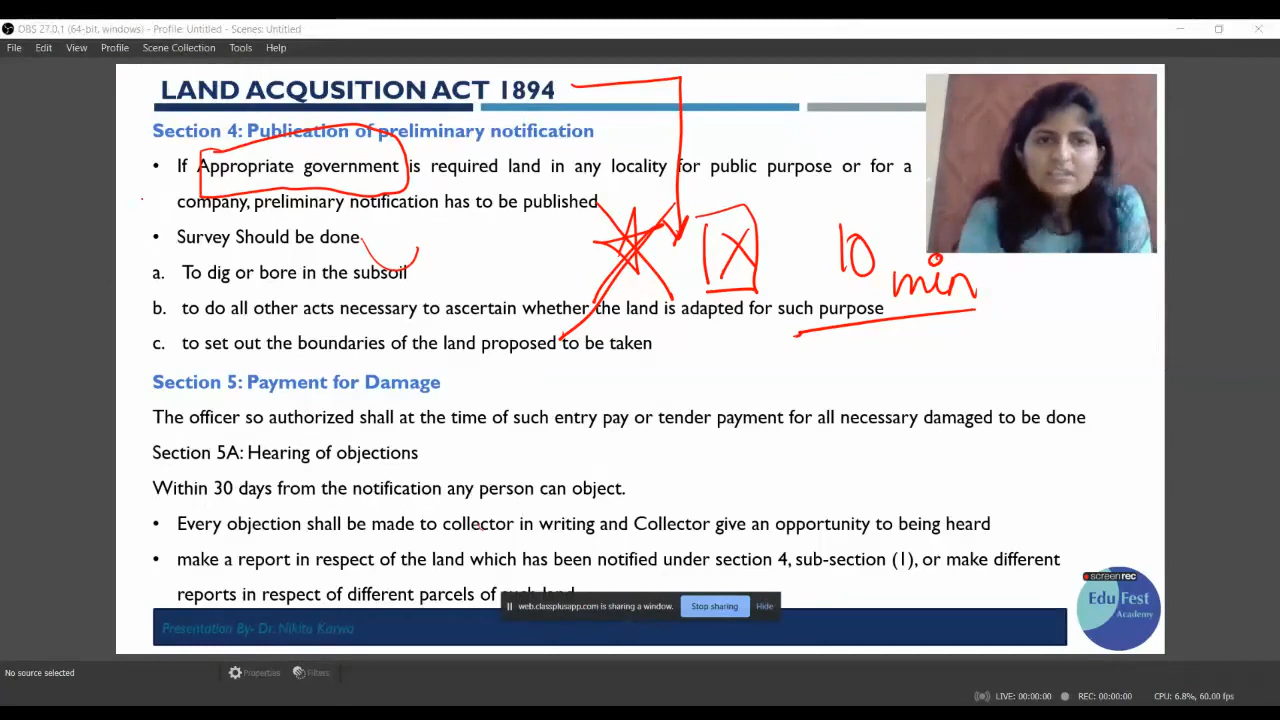 OBS 27.0.1 (64-bit, windows) - Profile: Untitled - Scenes: Untitled
File Edit View Profile Scene Collection Tools Help
LAND ACQUSITION ACT 1894
Section 4: Publication of preliminary notification
• If Appropriate government is required land in any locality for public purpose or for a
company, preliminary notification has to be published
• Survey Should be done
a. To dig or bore in the subsoil
b. to do all other acts necessary to ascertain whether the land is adapted for such purpose
c. to set out the boundaries of the land proposed to be taken
10 min
Section 5: Payment for Damage
The officer so authorized shall at the time of such entry pay or tender payment for all necessary damaged to be done
Section 5A: Hearing of objections
Within 30 days from the notification any person can object.
• Every objection shall be made to collector in writing and Collector give an opportunity to being heard
• make a report in respect of the land which has been notified under section 4, sub-section (1), or make different
reports in respect of different parcels of such land
web.classplusapp.com is sharing a window. Stop sharing Hide
Presentation By- Dr. Nikita Karwa
screenrec
Edu Fest
Academy
No source selected Properties Filters
LIVE: 00:00:00 REC: 00:00:00 CPU: 6.8%, 60.00 fps